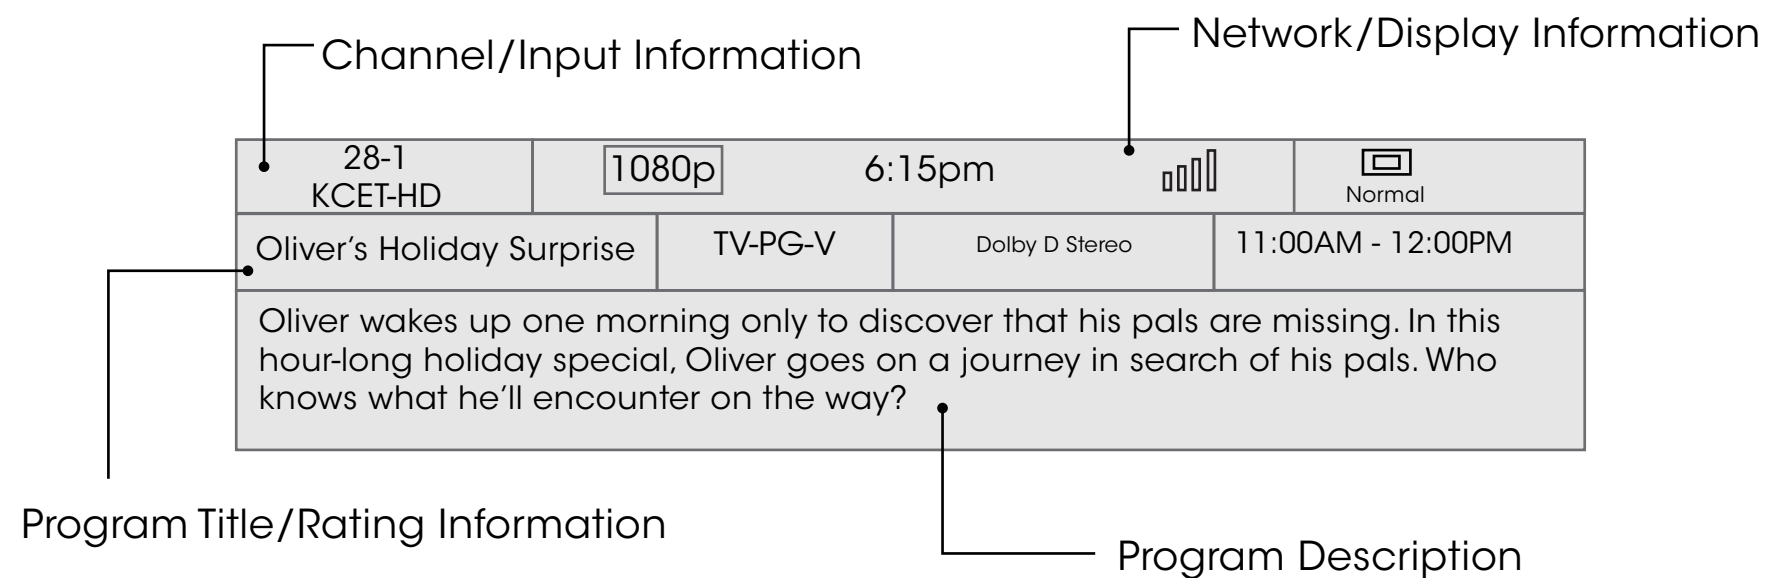 Channel/Input Information
Network/Display Information
28-1
KCET-HD
1080p
6:15pm
Normal
Oliver's Holiday Surprise
TV-PG-V
Dolby D Stereo
11:00AM - 12:00PM
Oliver wakes up one morning only to discover that his pals are missing. In this
hour-long holiday special, Oliver goes on a journey in search of his pals. Who
knows what he'll encounter on the way?
Program Title/Rating Information
Program Description